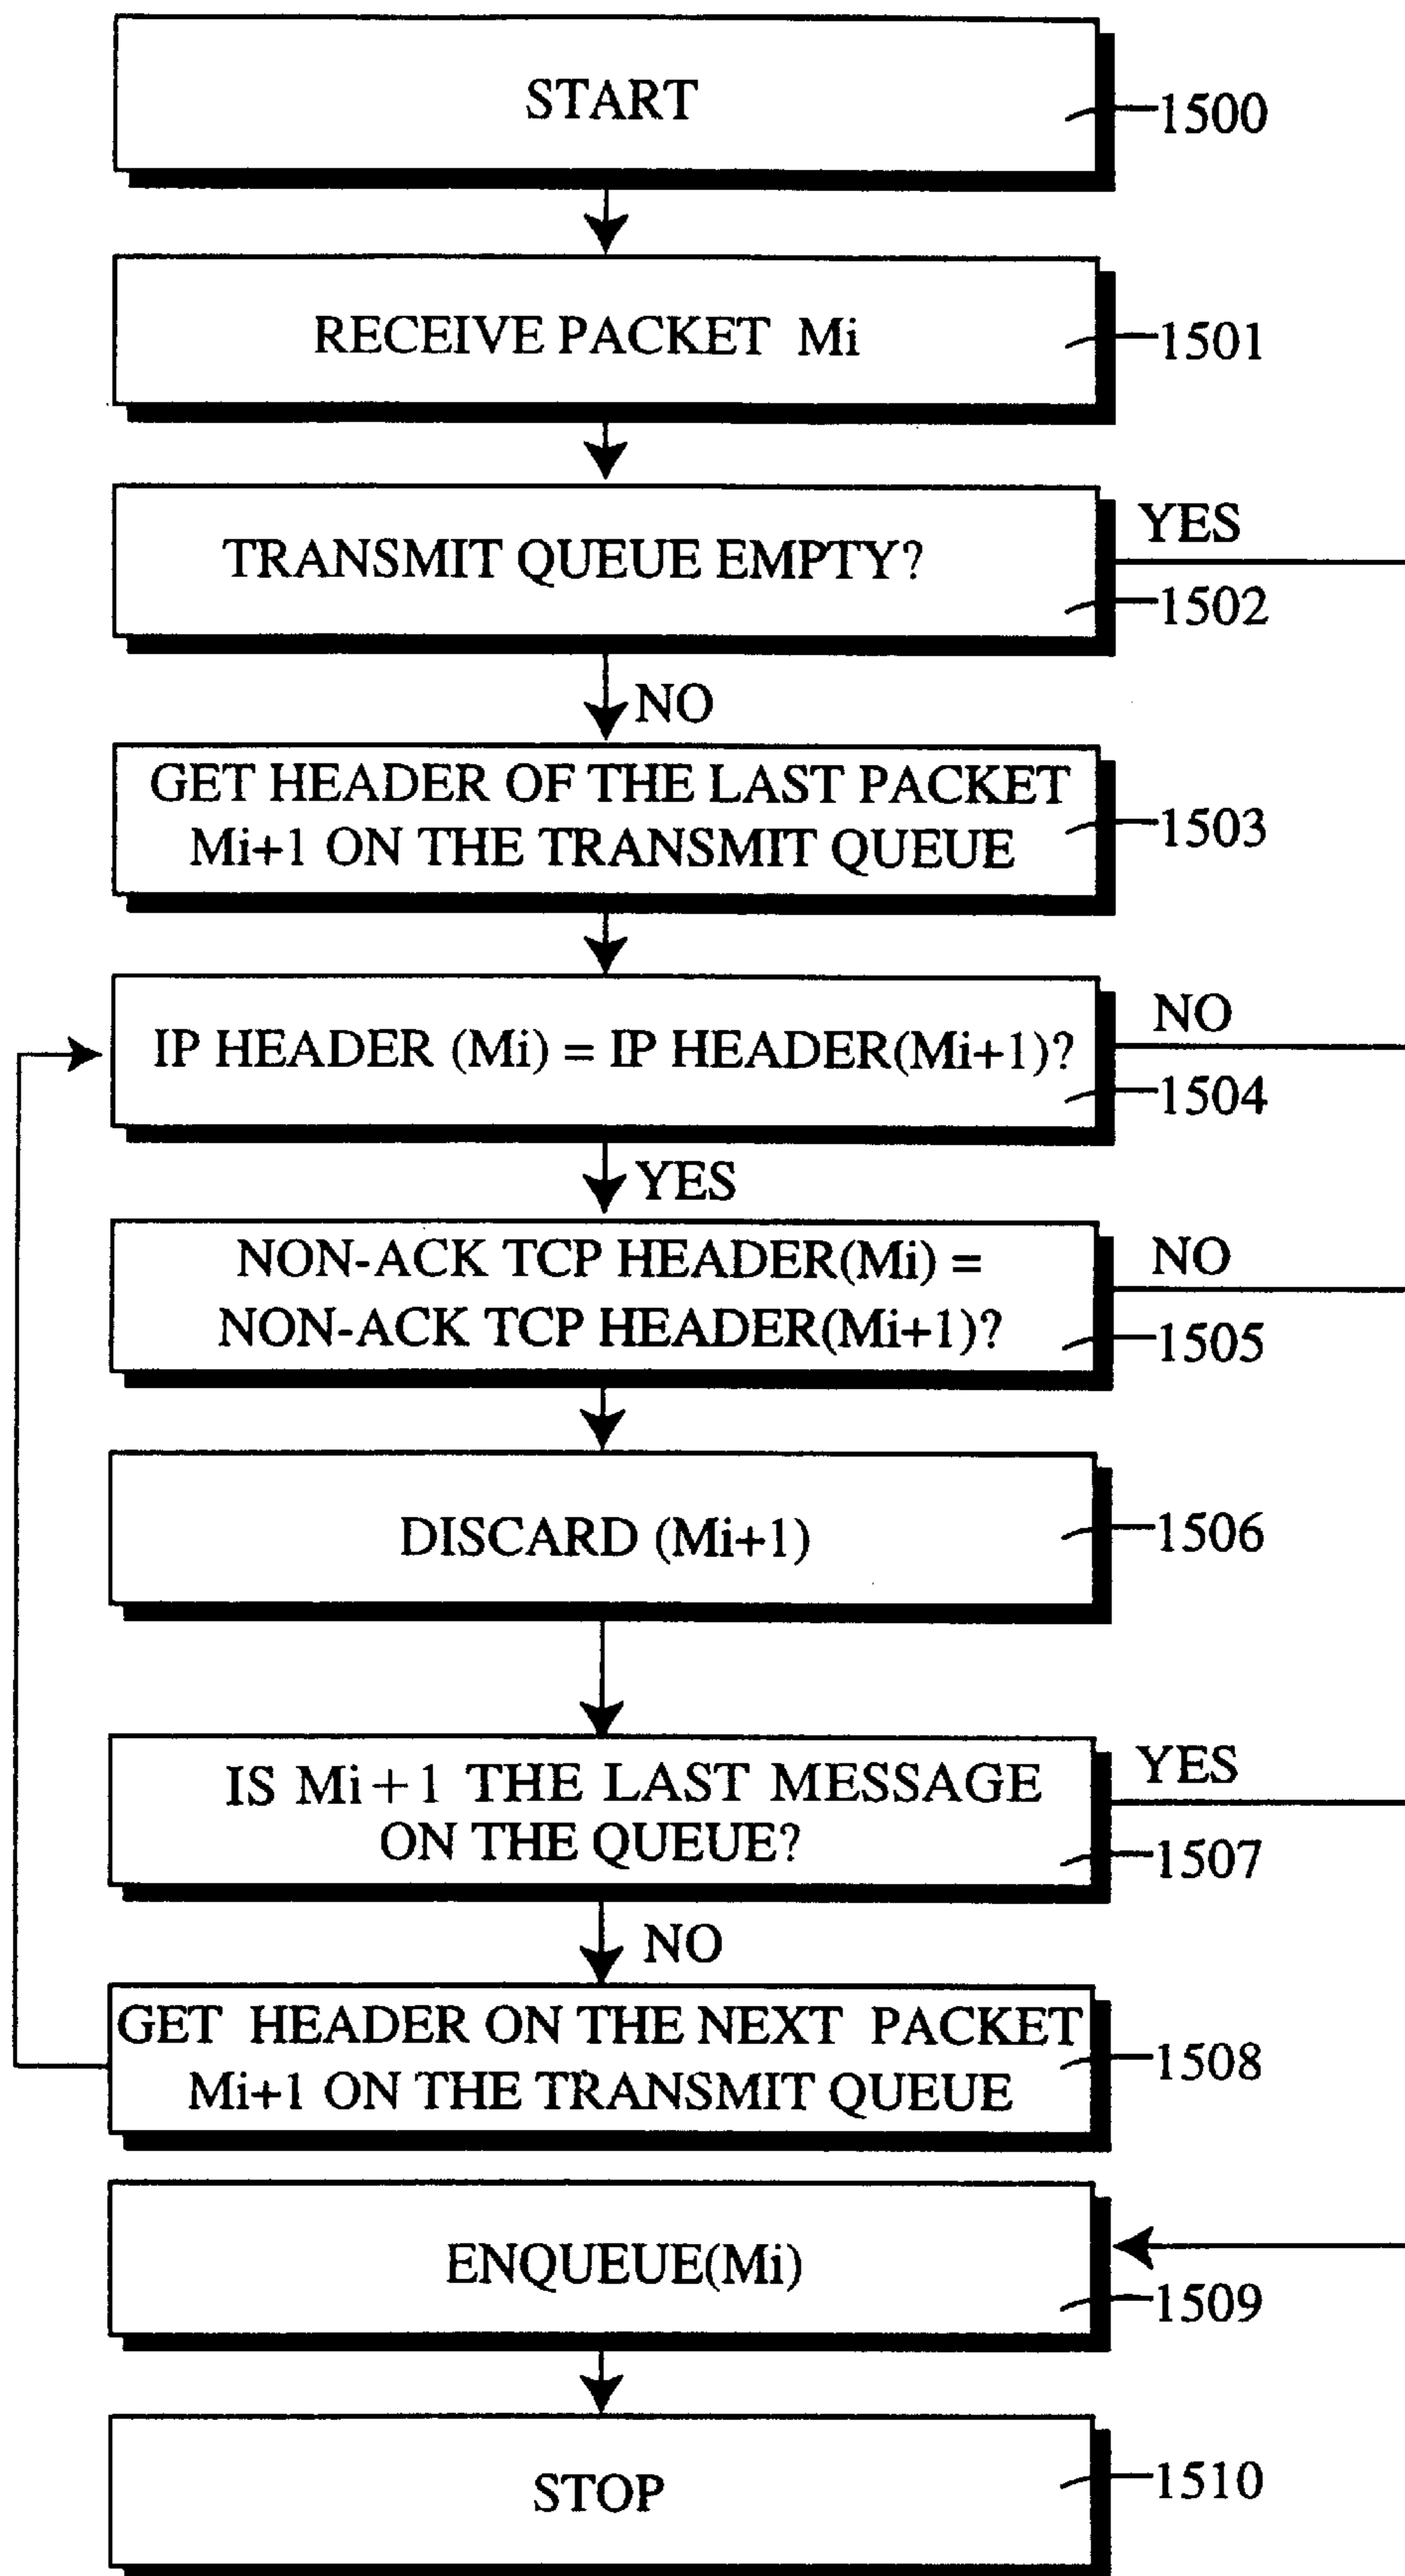 START
1500
RECEIVE PACKET Mi
1501
TRANSMIT QUEUE EMPTY?
YES
1502
NO
GET HEADER OF THE LAST PACKET
Mi+1 ON THE TRANSMIT QUEUE
1503
IP HEADER (Mi) = IP HEADER(Mi+1)?
NO
1504
YES
NON-ACK TCP HEADER(Mi) =
NON-ACK TCP HEADER(Mi+1)?
NO
1505
DISCARD (Mi+1)
1506
IS Mi+1 THE LAST MESSAGE
ON THE QUEUE?
YES
1507
NO
GET HEADER ON THE NEXT PACKET
Mi+1 ON THE TRANSMIT QUEUE
1508
ENQUEUE(Mi)
1509
STOP
1510